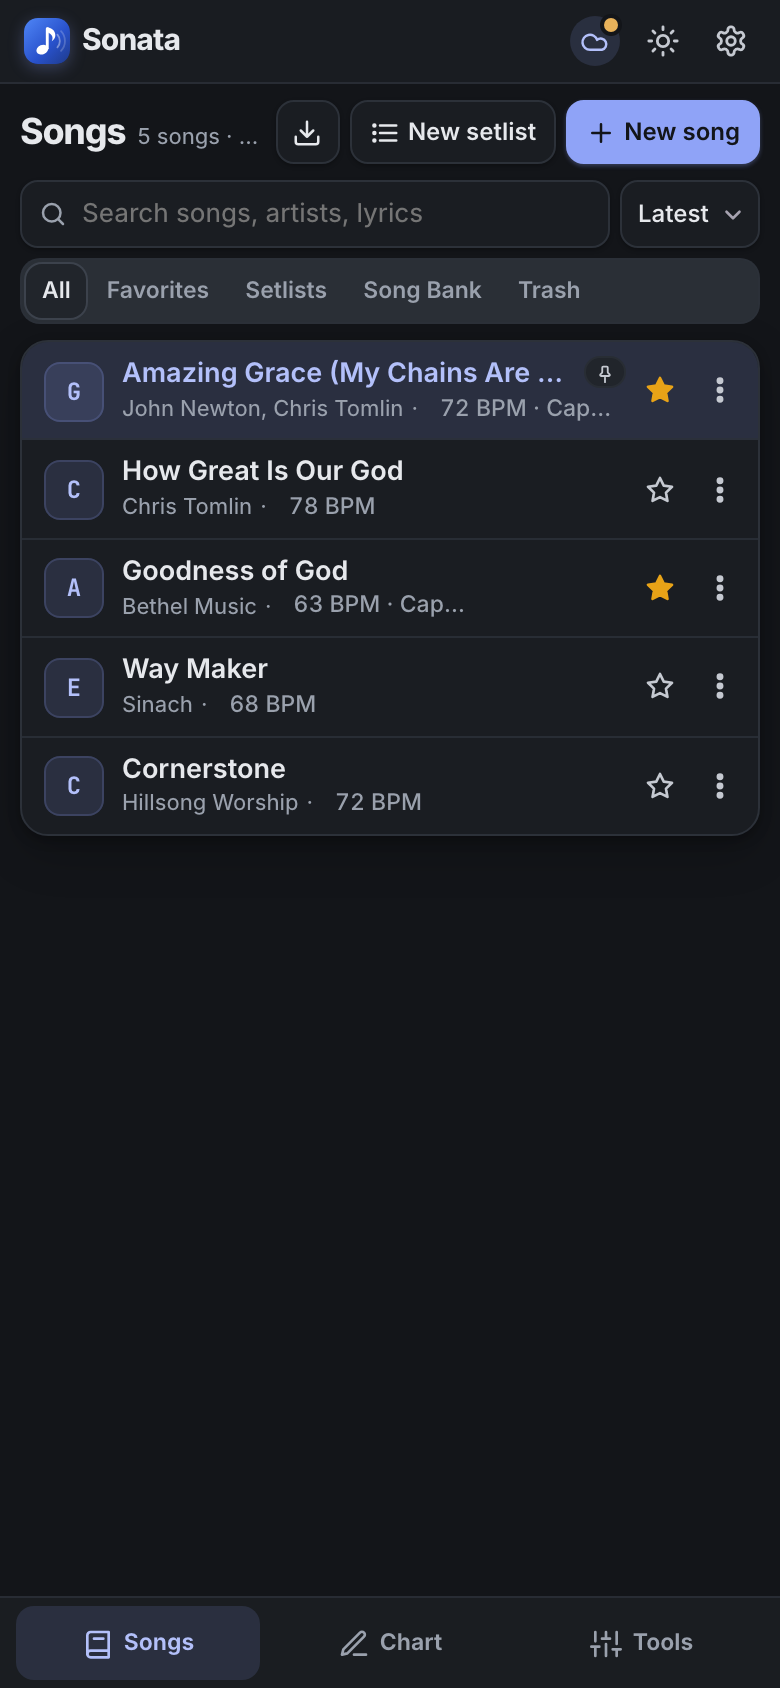 Sonata
Songs 5 songs · ... New setlist New song
Search songs, artists, lyrics Latest
All Favorites Setlists Song Bank Trash
G Amazing Grace (My Chains Are ...
John Newton, Chris Tomlin · 72 BPM · Cap...
C How Great Is Our God
Chris Tomlin · 78 BPM
A Goodness of God
Bethel Music · 63 BPM · Cap...
E Way Maker
Sinach · 68 BPM
C Cornerstone
Hillsong Worship · 72 BPM
Songs Chart Tools